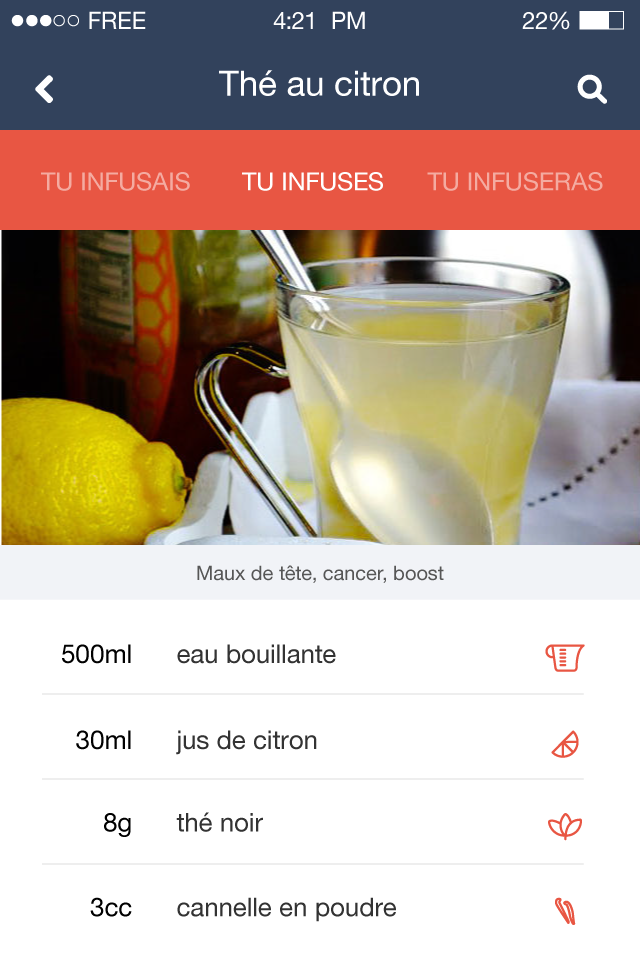 FREE 4:21 PM 22%
Thé au citron
TU INFUSAIS TU INFUSES TU INFUSERAS
Maux de tête, cancer, boost
500ml eau bouillante
30ml jus de citron
8g thé noir
3cc cannelle en poudre